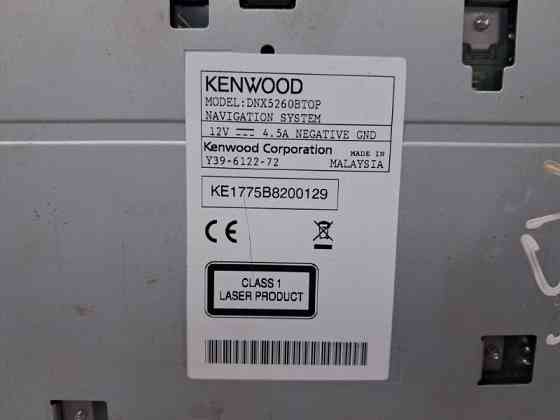 KENWOOD
MODEL:DNX5260BTOP
NAVIGATION SYSTEM
12V ⎓ 4.5A NEGATIVE GND
Kenwood Corporation MADE IN
Y39-6122-72 MALAYSIA
KE1775B8200129
CE
CLASS 1
LASER PRODUCT